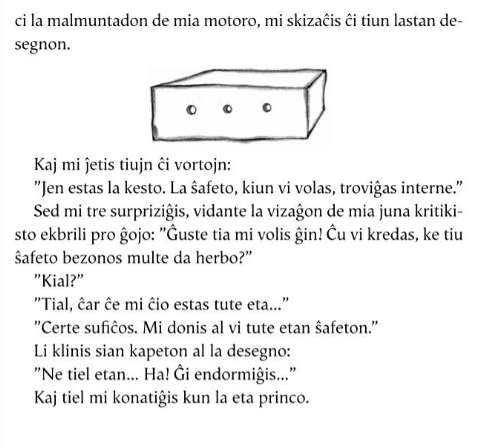 ci la malmuntadon de mia motoro, mi skizaĉis ĉi tiun lastan de-
segnon.
Kaj mi ĵetis tiujn ĉi vortojn:
”Jen estas la kesto. La ŝafeto, kiun vi volas, troviĝas interne.”
Sed mi tre surpriziĝis, vidante la vizaĝon de mia juna kritiki-
sto ekbrili pro ĝojo: ”Ĝuste tia mi volis ĝin! Ĉu vi kredas, ke tiu
ŝafeto bezonos multe da herbo?”
”Kial?”
”Tial, ĉar ĉe mi ĉio estas tute eta...”
”Certe sufiĉos. Mi donis al vi tute etan ŝafeton.”
Li klinis sian kapeton al la desegno:
”Ne tiel etan... Ha! Ĝi endormiĝis...”
Kaj tiel mi konatiĝis kun la eta princo.